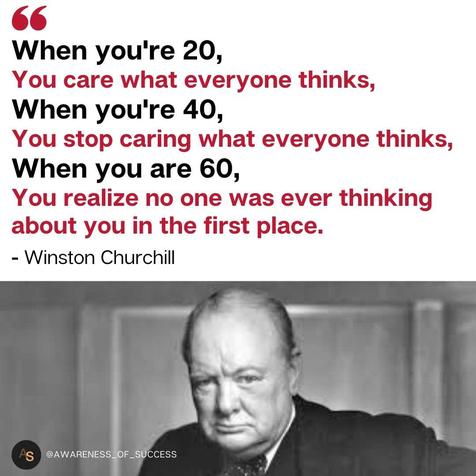 When you're 20,
You care what everyone thinks,
When you're 40,
You stop caring what everyone thinks,
When you are 60,
You realize no one was ever thinking
about you in the first place.
- Winston Churchill
AS @AWARENESS_OF_SUCCESS